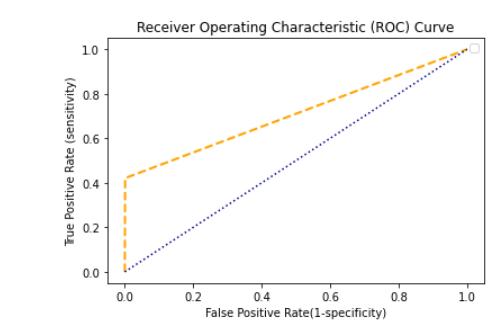 Receiver Operating Characteristic (ROC) Curve
1.0
0.8
0.6
0.4
0.2
0.0
True Positive Rate (sensitivity)
0.0 0.2 0.4 0.6 0.8 1.0
False Positive Rate(1-specificity)